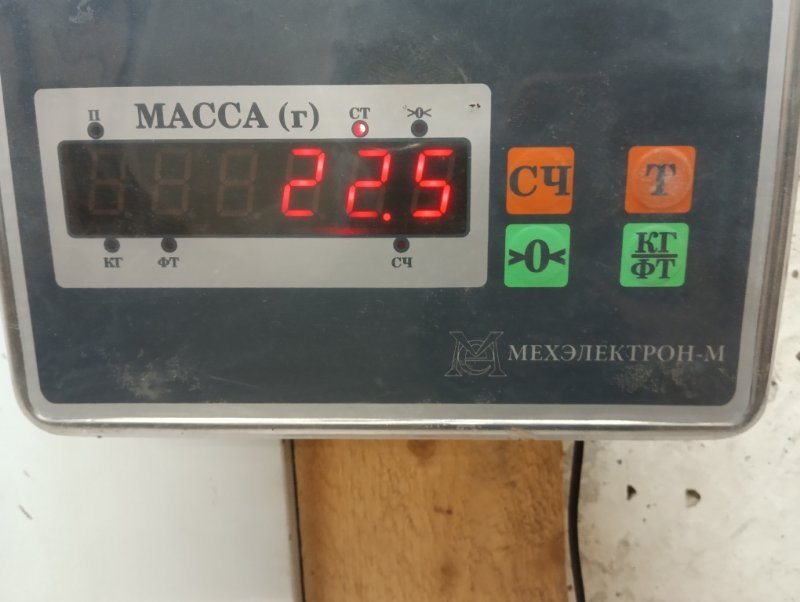 П МАССА (г) СТ >0<
22.5
КГ ФТ СЧ
СЧ Т
>0< КГ/ФТ
МЕХЭЛЕКТРОН-М